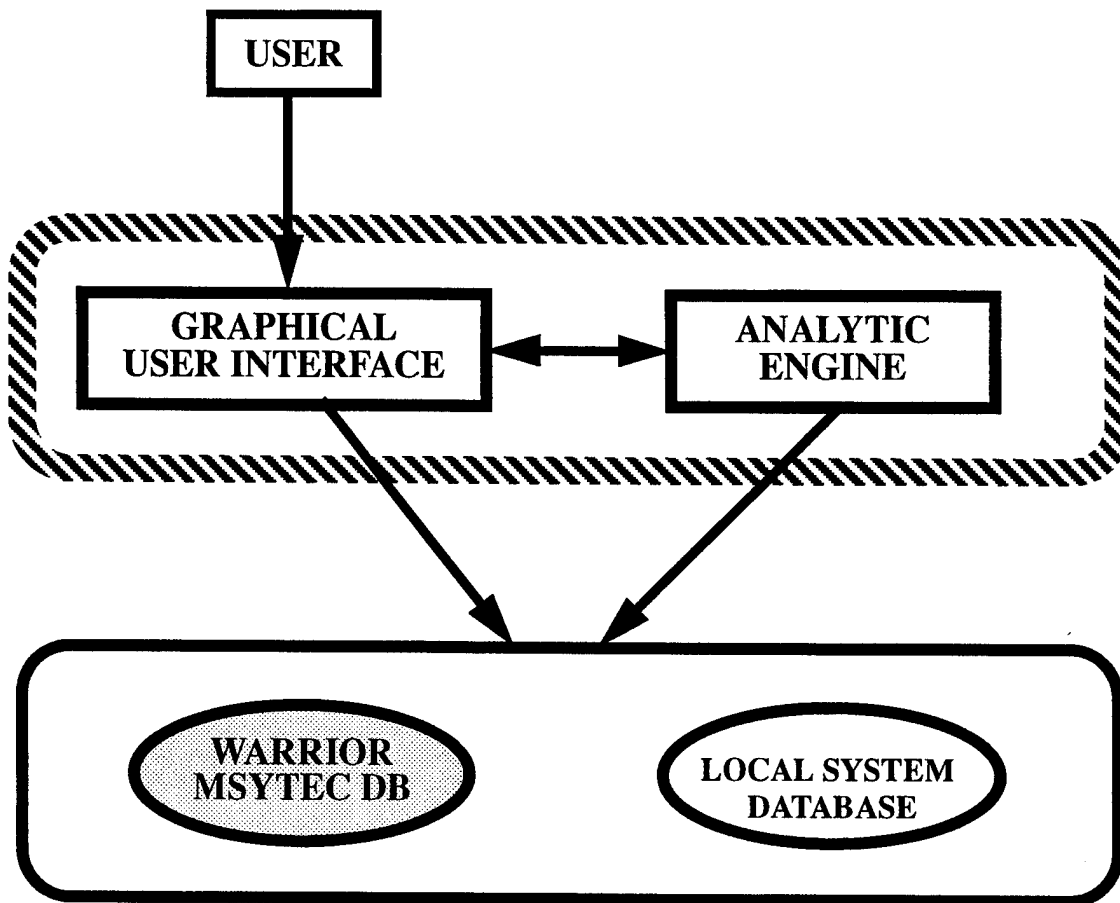 USER
GRAPHICAL
USER INTERFACE
ANALYTIC
ENGINE
WARRIOR
MSYTEC DB
LOCAL SYSTEM
DATABASE